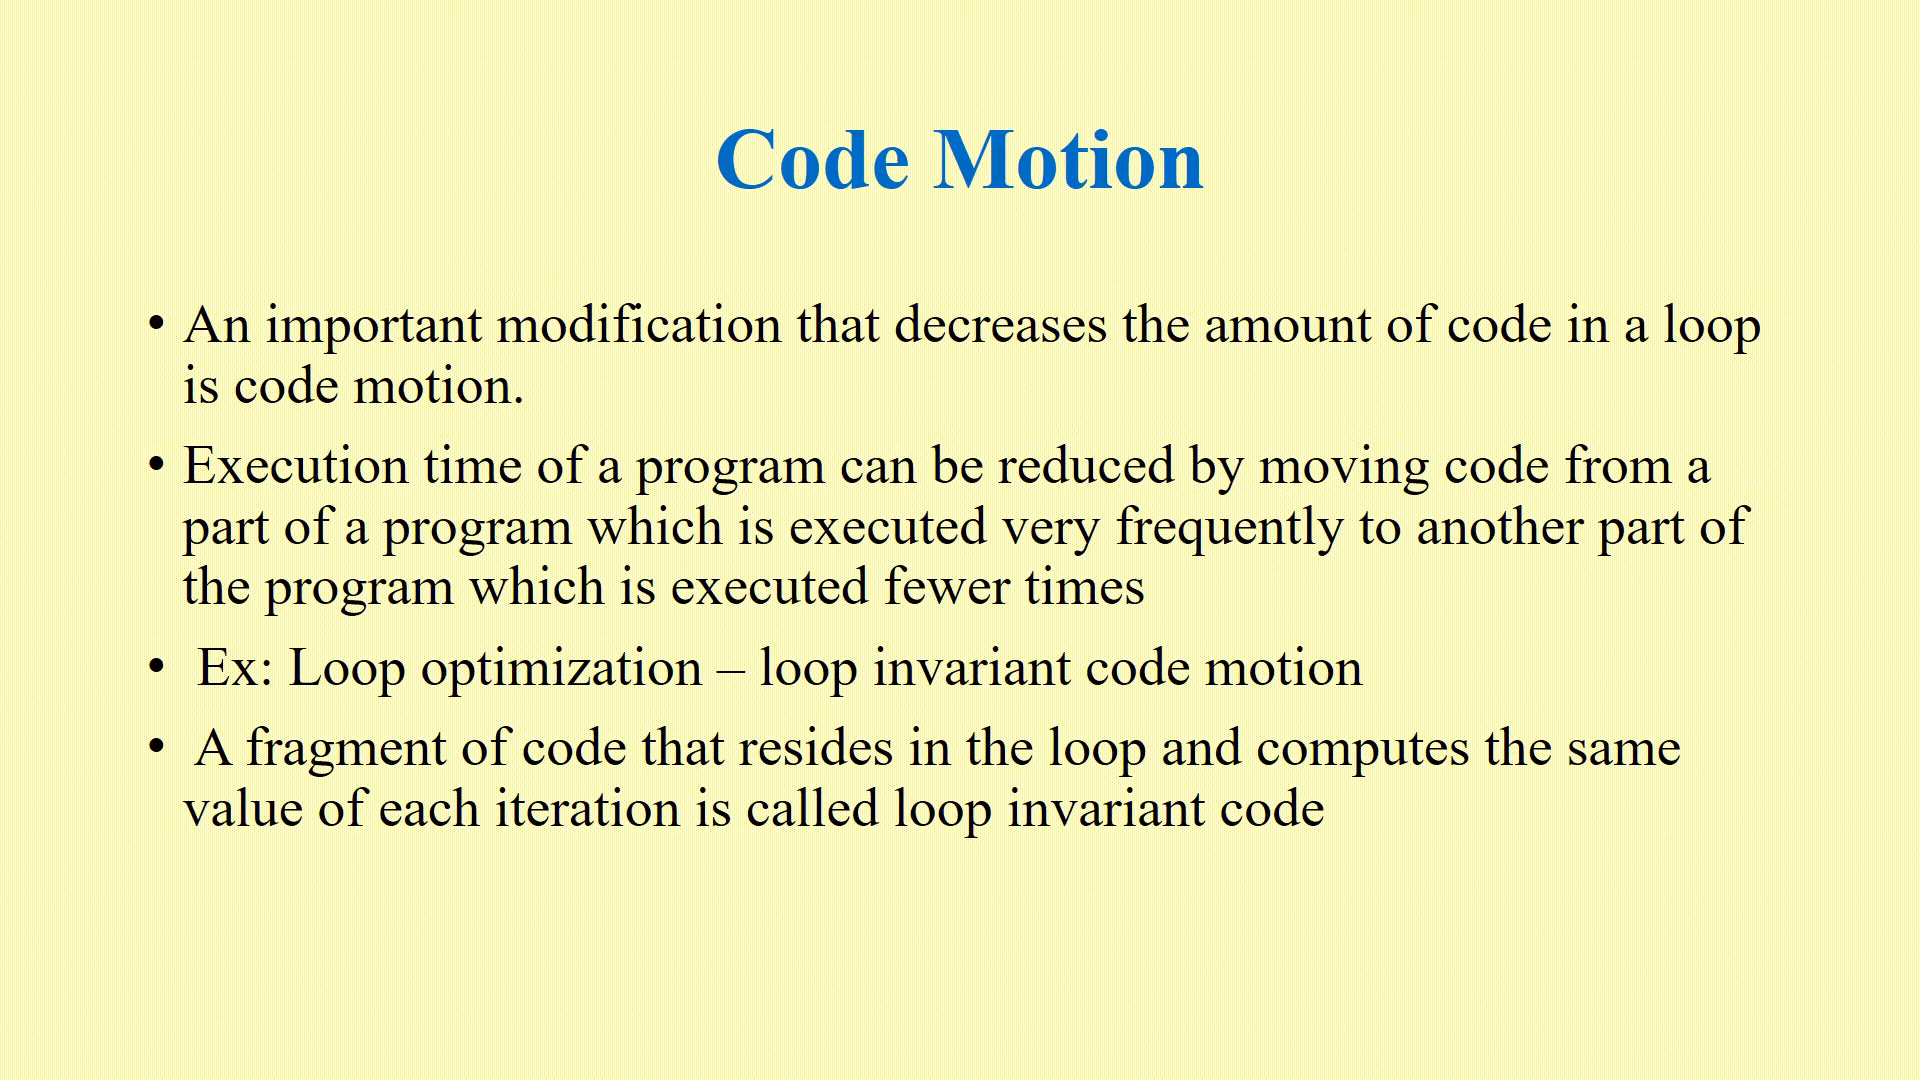 Code Motion
• An important modification that decreases the amount of code in a loop
is code motion.
• Execution time of a program can be reduced by moving code from a
part of a program which is executed very frequently to another part of
the program which is executed fewer times
• Ex: Loop optimization – loop invariant code motion
• A fragment of code that resides in the loop and computes the same
value of each iteration is called loop invariant code